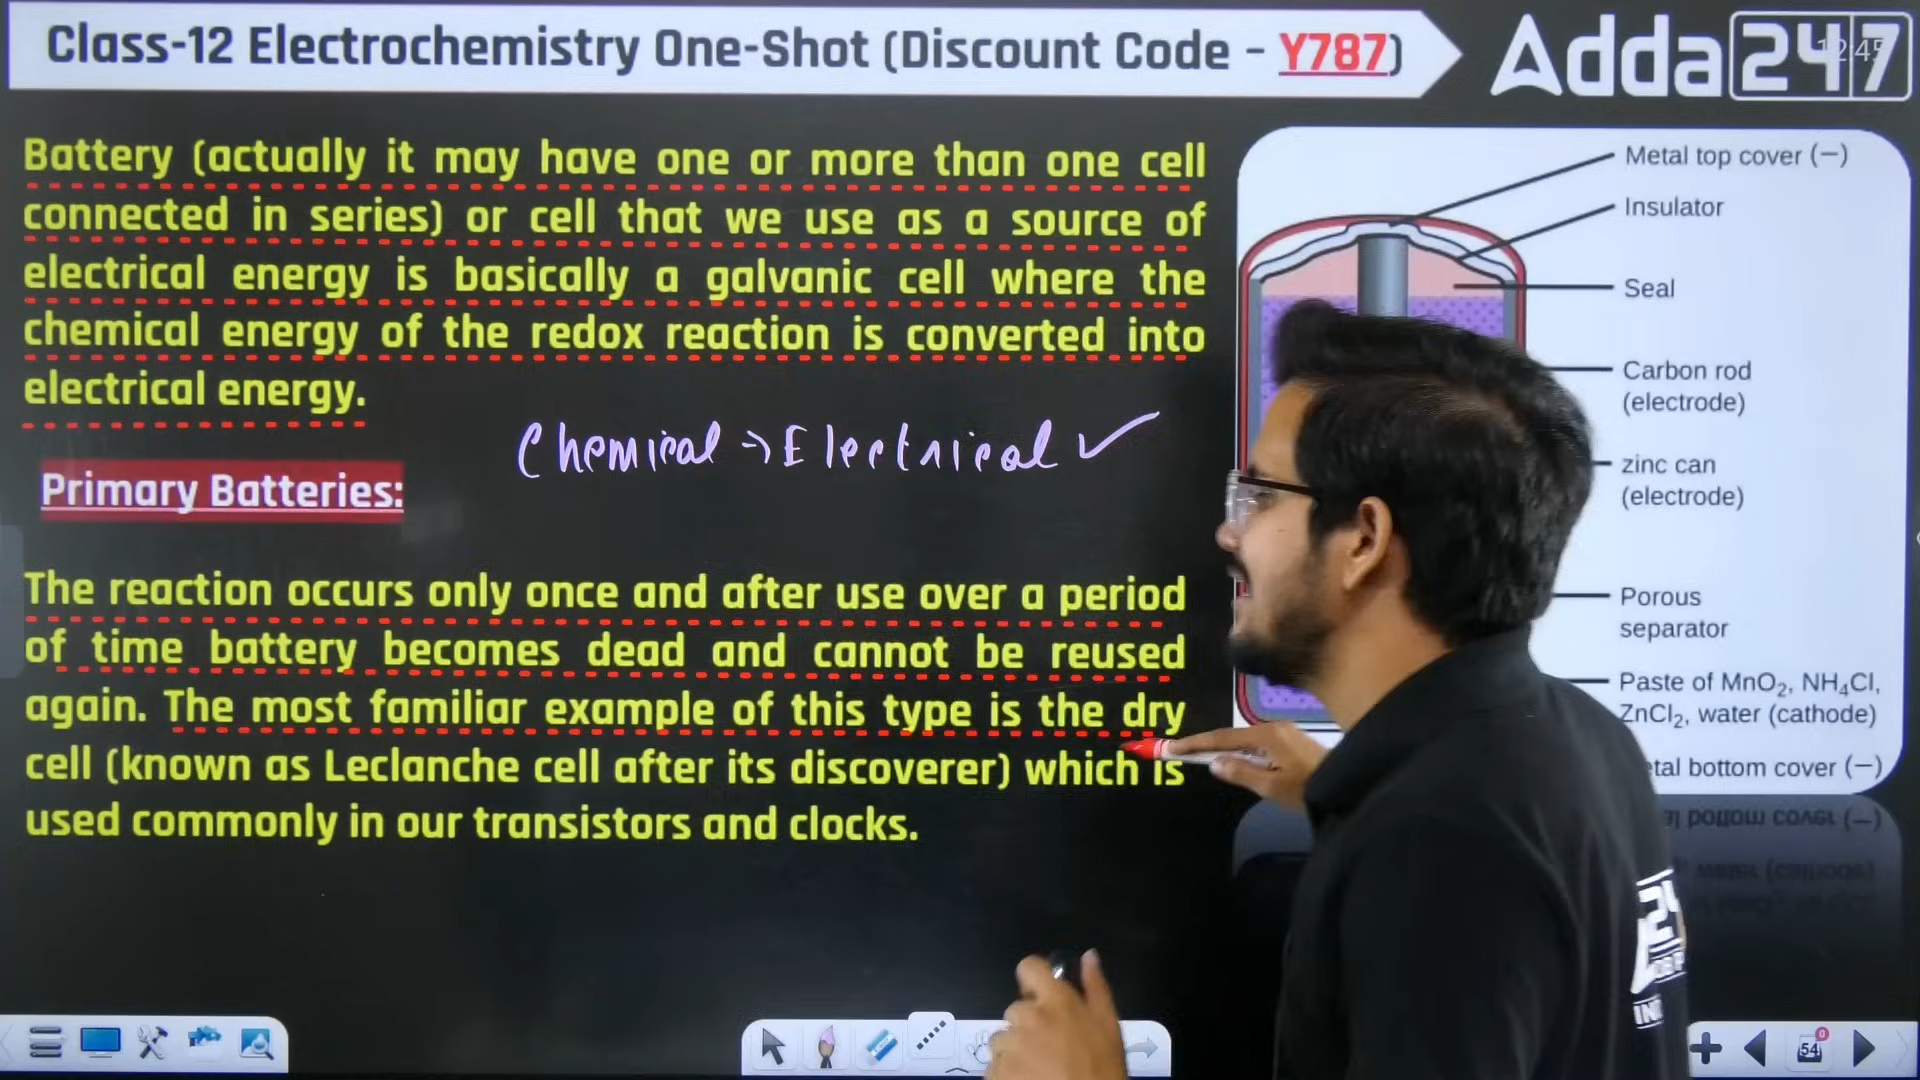 Class-12 Electrochemistry One-Shot (Discount Code - Y787)
Adda247
12:45
Battery (actually it may have one or more than one cell
connected in series) or cell that we use as a source of
electrical energy is basically a galvanic cell where the
chemical energy of the redox reaction is converted into
electrical energy.
Chemical → Electrical ✓
Primary Batteries:
The reaction occurs only once and after use over a period
of time battery becomes dead and cannot be reused
again. The most familiar example of this type is the dry
cell (known as Leclanche cell after its discoverer) which is
used commonly in our transistors and clocks.
Metal top cover (−)
Insulator
Seal
Carbon rod
(electrode)
zinc can
(electrode)
Porous
separator
Paste of MnO₂, NH₄Cl,
ZnCl₂, water (cathode)
tal bottom cover (−)
54
0